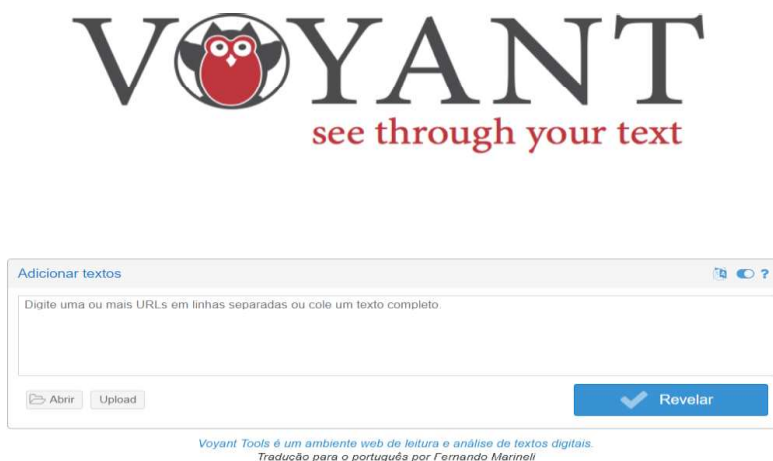 VOYANT
see through your text
Adicionar textos
?
Digite uma ou mais URLs em linhas separadas ou cole um texto completo.
Abrir Upload Revelar
Voyant Tools é um ambiente web de leitura e análise de textos digitais.
Tradução para o português por Fernando Marineli